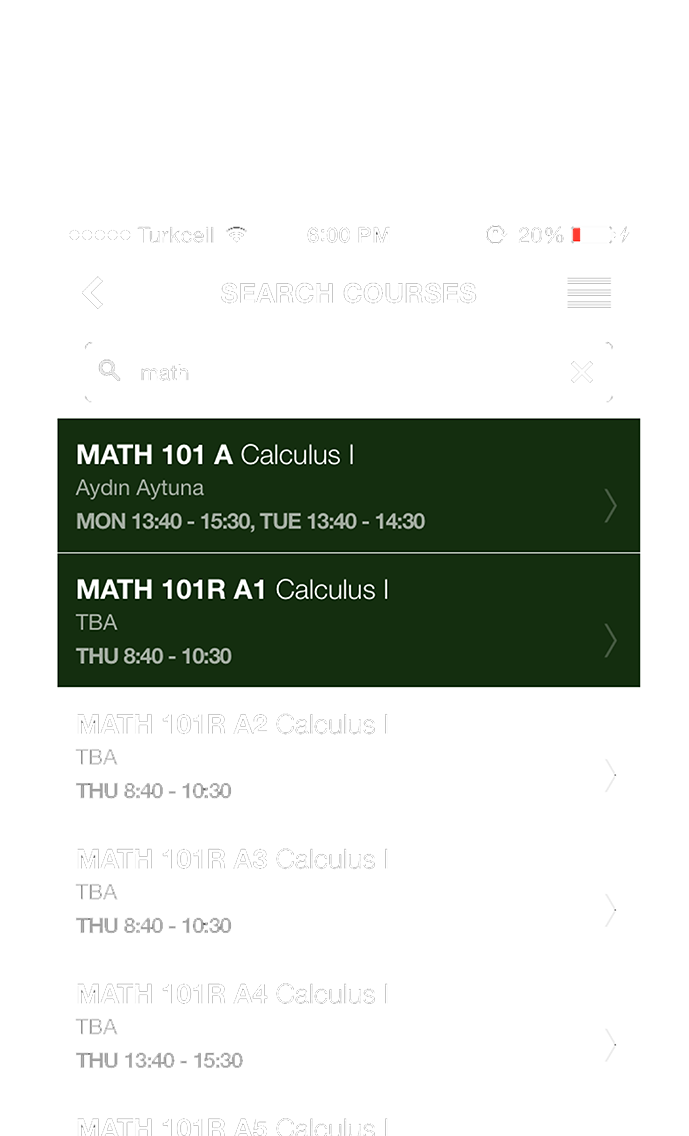 Turkcell 6:00 PM 20%
SEARCH COURSES
math
MATH 101 A Calculus I
Aydın Aytuna
MON 13:40 - 15:30, TUE 13:40 - 14:30
MATH 101R A1 Calculus I
TBA
THU 8:40 - 10:30
MATH 101R A2 Calculus I
TBA
THU 8:40 - 10:30
MATH 101R A3 Calculus I
TBA
THU 8:40 - 10:30
MATH 101R A4 Calculus I
TBA
THU 13:40 - 15:30
MATH 101R A5 Calculus I